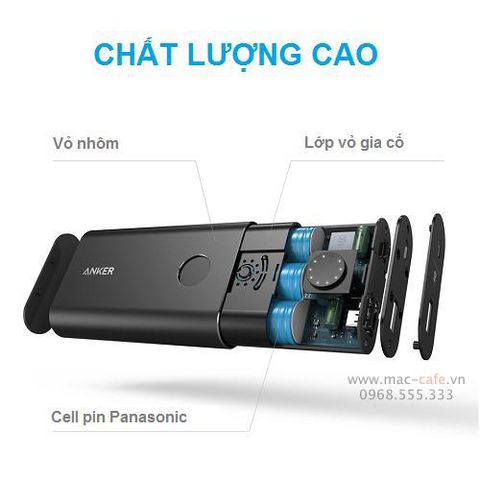 CHẤT LƯỢNG CAO
Vỏ nhôm
Lớp vỏ gia cố
ANKER
Cell pin Panasonic
www.mac-cafe.vn
0968.555.333